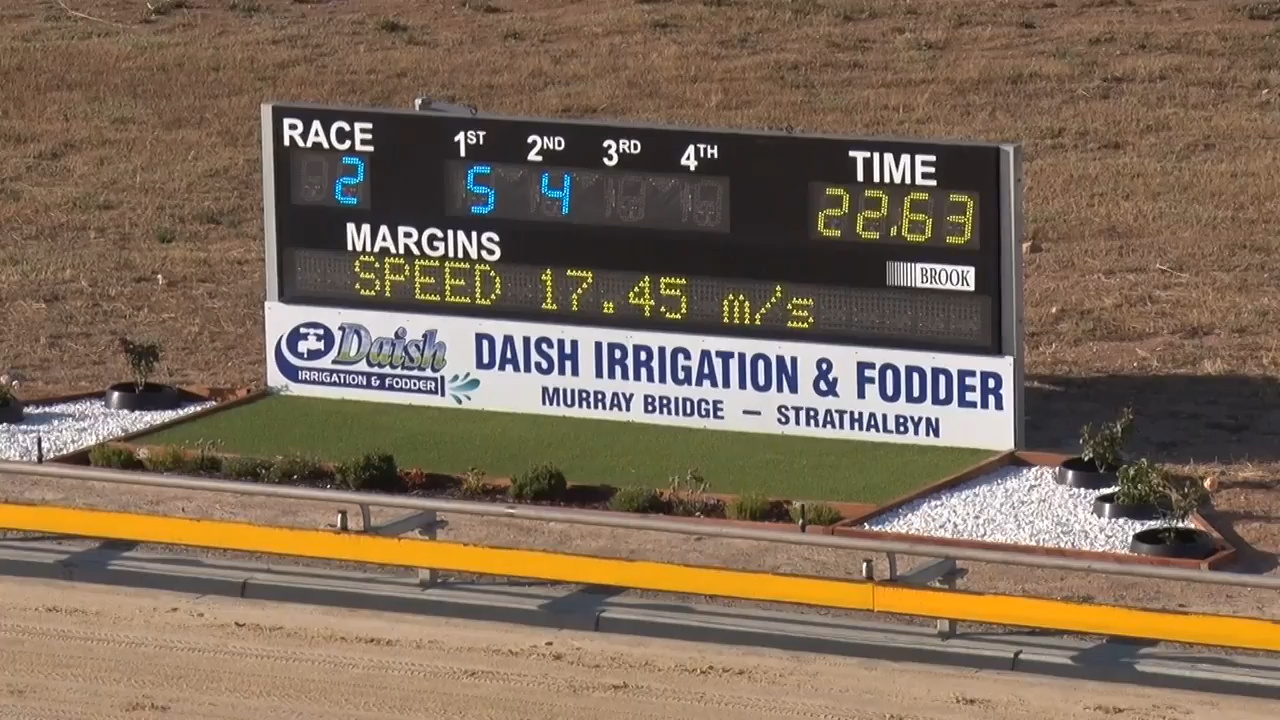 RACE 1ST 2ND 3RD 4TH TIME
2 5 4 22.63
MARGINS
BROOK
SPEED 17.45 m/s
Daish
IRRIGATION & FODDER
DAISH IRRIGATION & FODDER
MURRAY BRIDGE – STRATHALBYN